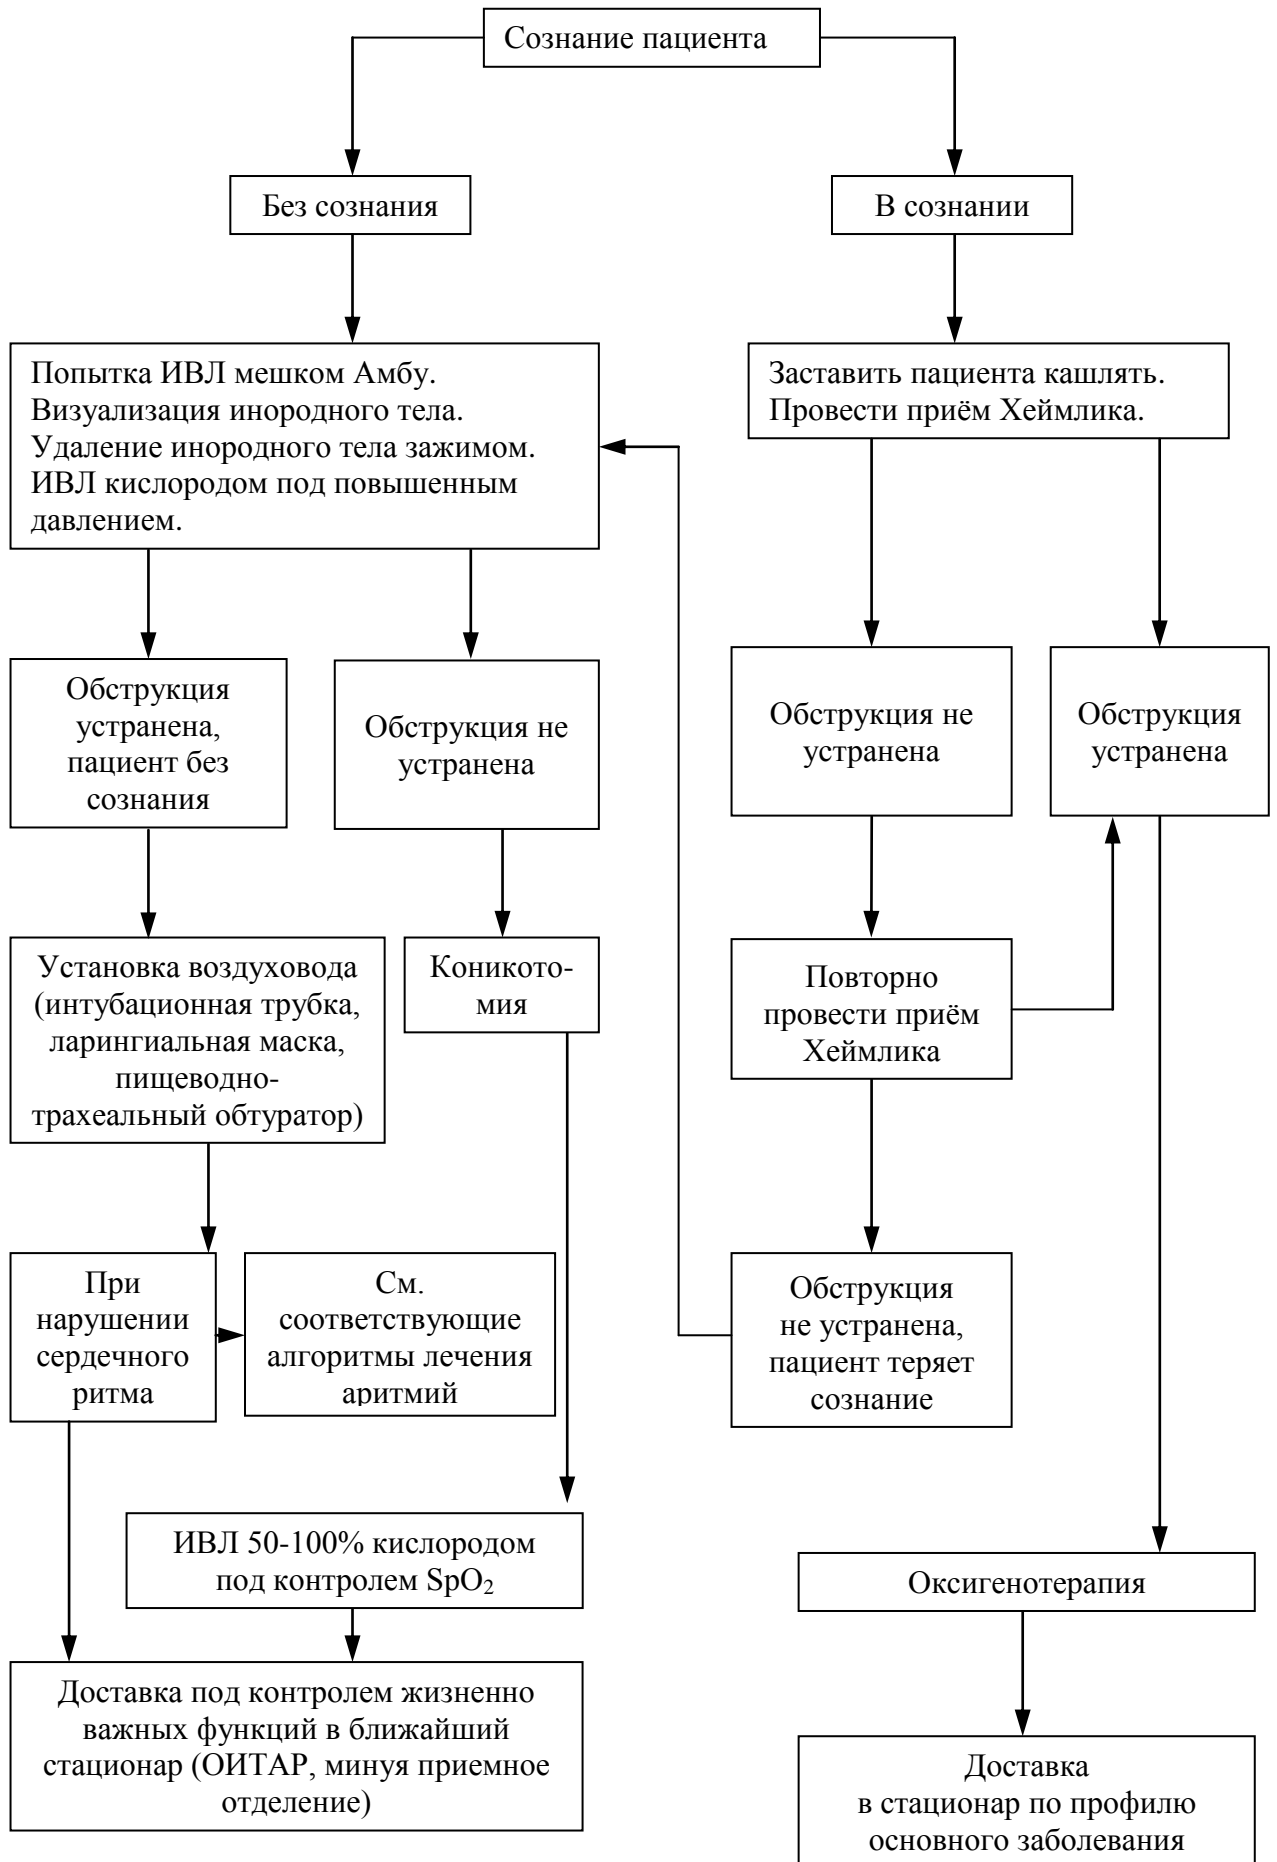 Сознание пациента
Без сознания
В сознании
Попытка ИВЛ мешком Амбу.
Визуализация инородного тела.
Удаление инородного тела зажимом.
ИВЛ кислородом под повышенным
давлением.
Заставить пациента кашлять.
Провести приём Хеймлика.
Обструкция
устранена,
пациент без
сознания
Обструкция не
устранена
Обструкция не
устранена
Обструкция
устранена
Установка воздуховода
(интубационная трубка,
ларингиальная маска,
пищеводно-
трахеальный обтуратор)
Коникото-
мия
Повторно
провести приём
Хеймлика
При
нарушении
сердечного
ритма
См.
соответствующие
алгоритмы лечения
аритмий
Обструкция
не устранена,
пациент теряет
сознание
ИВЛ 50-100% кислородом
под контролем SpO₂
Оксигенотерапия
Доставка под контролем жизненно
важных функций в ближайший
стационар (ОИТАР, минуя приемное
отделение)
Доставка
в стационар по профилю
основного заболевания